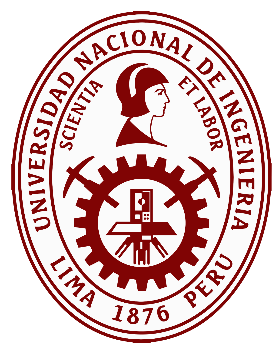 UNIVERSIDAD NACIONAL DE INGENIERIA
SCIENTIA
ET LABOR
LIMA 1876 PERU